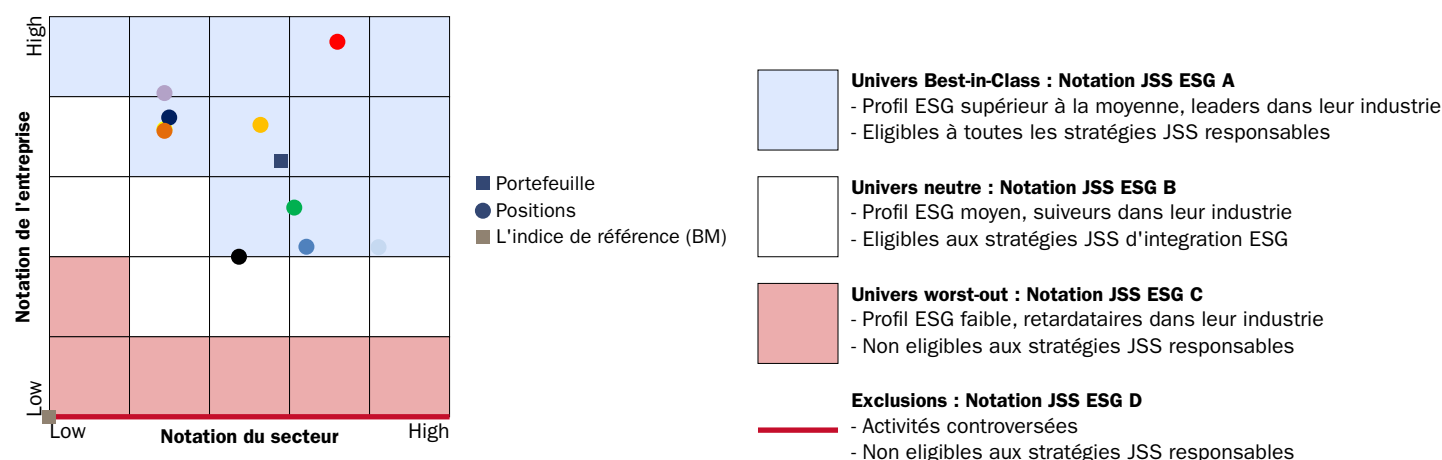 High
Notation de l'entreprise
Low
Low
Notation du secteur
High
Portefeuille
Positions
L'indice de référence (BM)
Univers Best-in-Class : Notation JSS ESG A
- Profil ESG supérieur à la moyenne, leaders dans leur industrie
- Eligibles à toutes les stratégies JSS responsables
Univers neutre : Notation JSS ESG B
- Profil ESG moyen, suiveurs dans leur industrie
- Eligibles aux stratégies JSS d'integration ESG
Univers worst-out : Notation JSS ESG C
- Profil ESG faible, retardataires dans leur industrie
- Non eligibles aux stratégies JSS responsables
Exclusions : Notation JSS ESG D
- Activités controversées
- Non eligibles aux stratégies JSS responsables